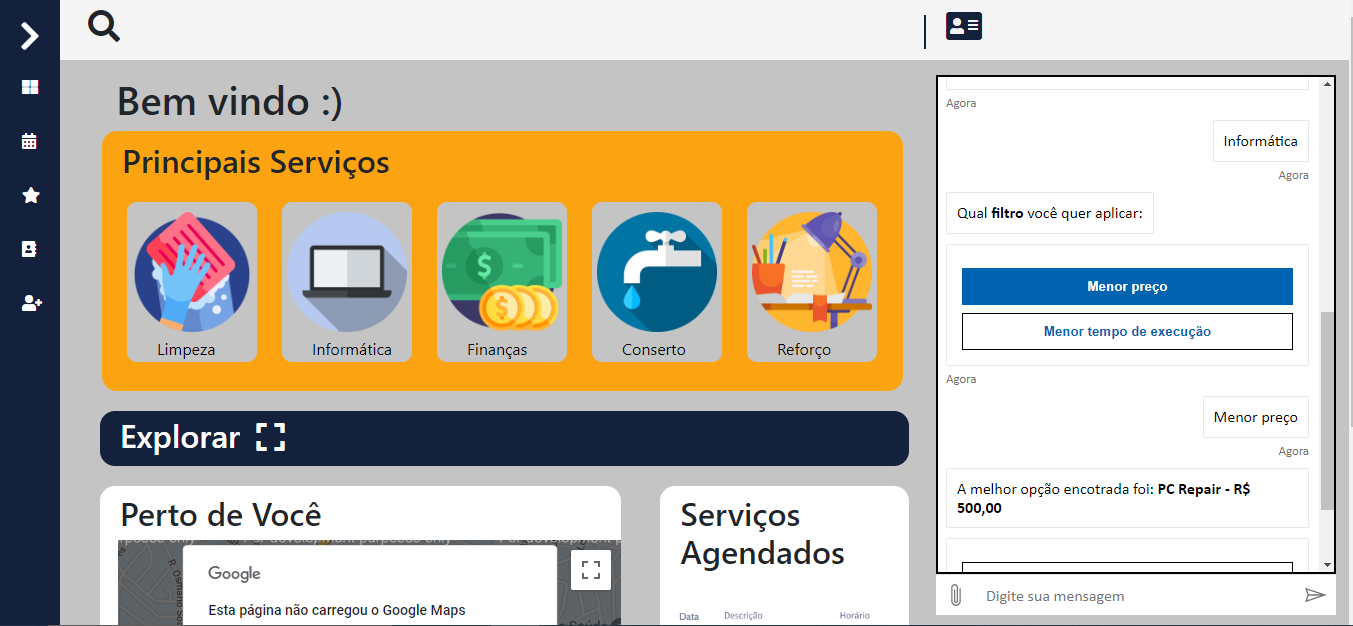 Bem vindo :)
Principais Serviços
Limpeza
Informática
Finanças
Conserto
Reforço
Explorar
Perto de Você
Google
Esta página não carregou o Google Maps
Serviços
Agendados
Data
Descrição
Horário
Agora
Informática
Agora
Qual filtro você quer aplicar:
Menor preço
Menor tempo de execução
Agora
Menor preço
Agora
A melhor opção encotrada foi: PC Repair - R$
500,00
Digite sua mensagem